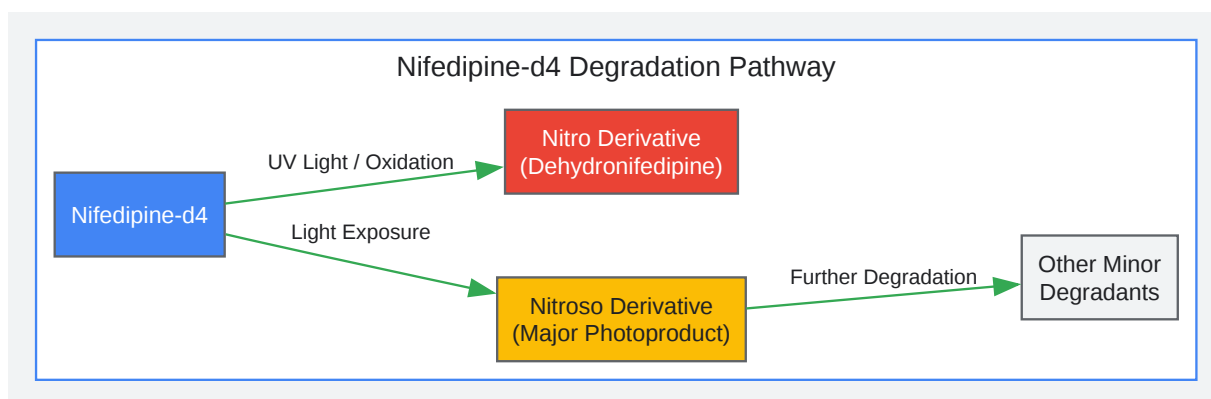 Nifedipine-d4 Degradation Pathway
Nitro Derivative
(Dehydronifedipine)
UV Light / Oxidation
Nifedipine-d4
Light Exposure
Nitroso Derivative
(Major Photoproduct)
Further Degradation
Other Minor
Degradants